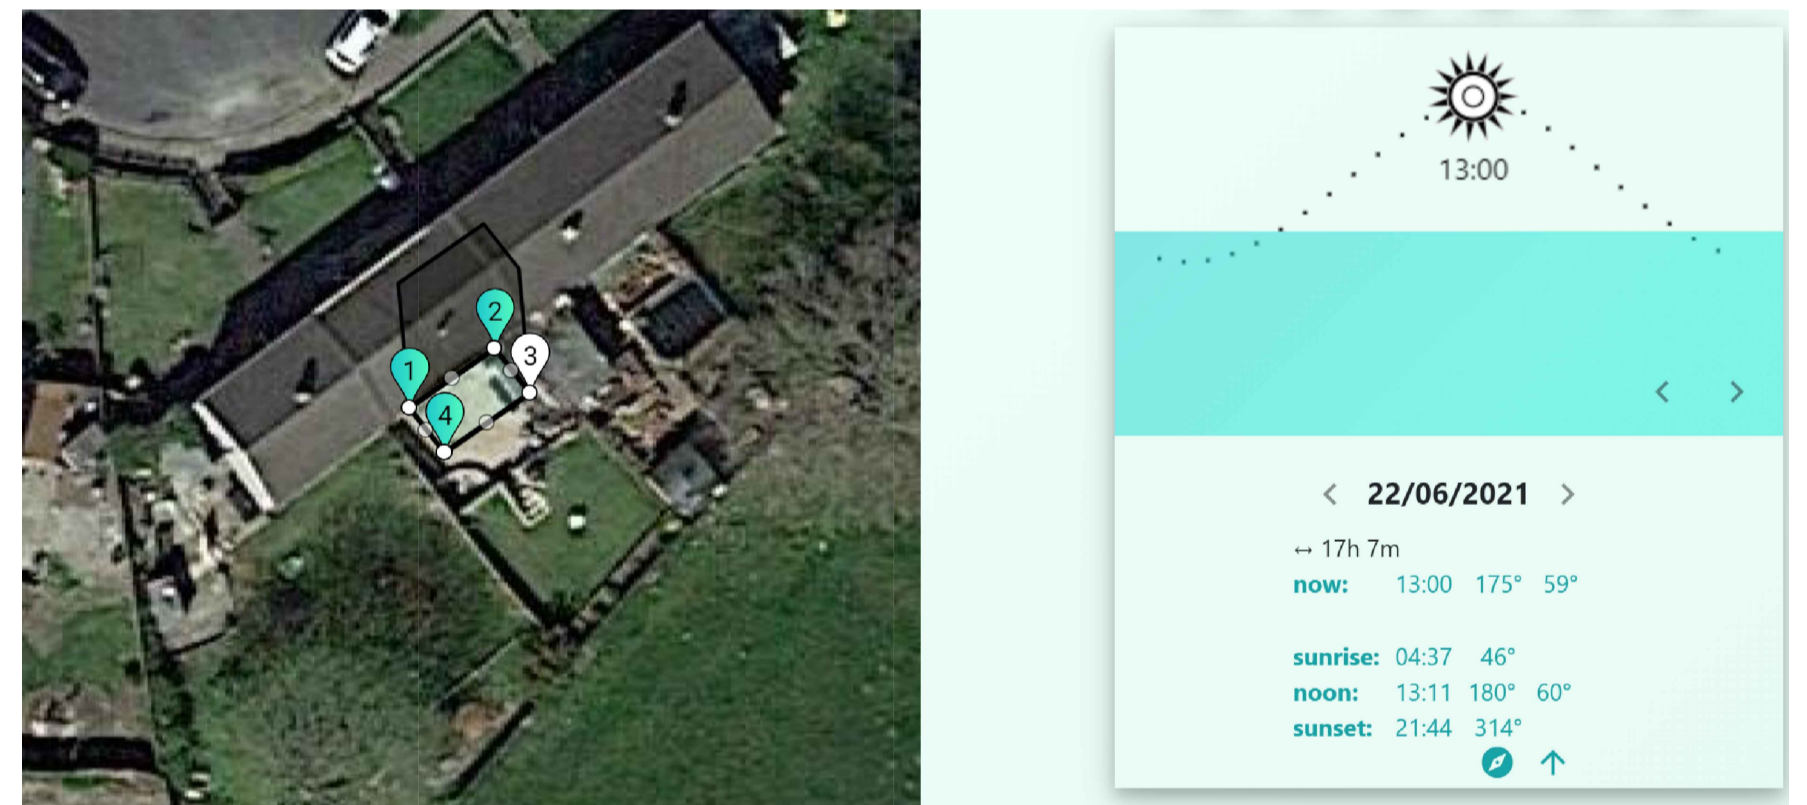 1
2
3
4
13:00
22/06/2021
↔ 17h 7m
now: 13:00 175° 59°
sunrise: 04:37 46°
noon: 13:11 180° 60°
sunset: 21:44 314°